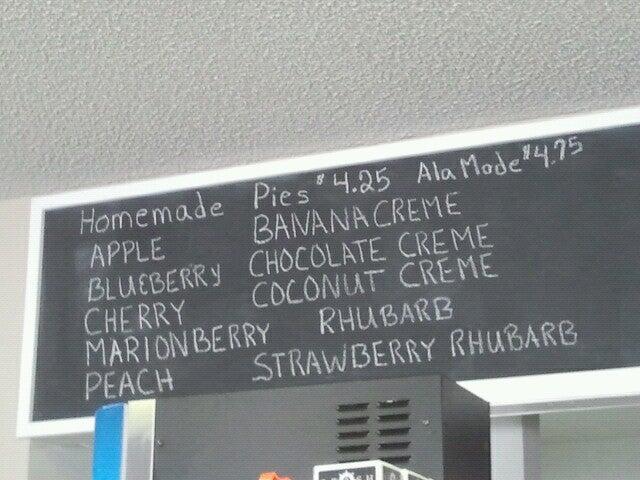 Homemade Pies $4.25 Ala Mode $4.75
APPLE BANANA CREME
BLUEBERRY CHOCOLATE CREME
CHERRY COCONUT CREME
MARIONBERRY RHUBARB
PEACH STRAWBERRY RHUBARB